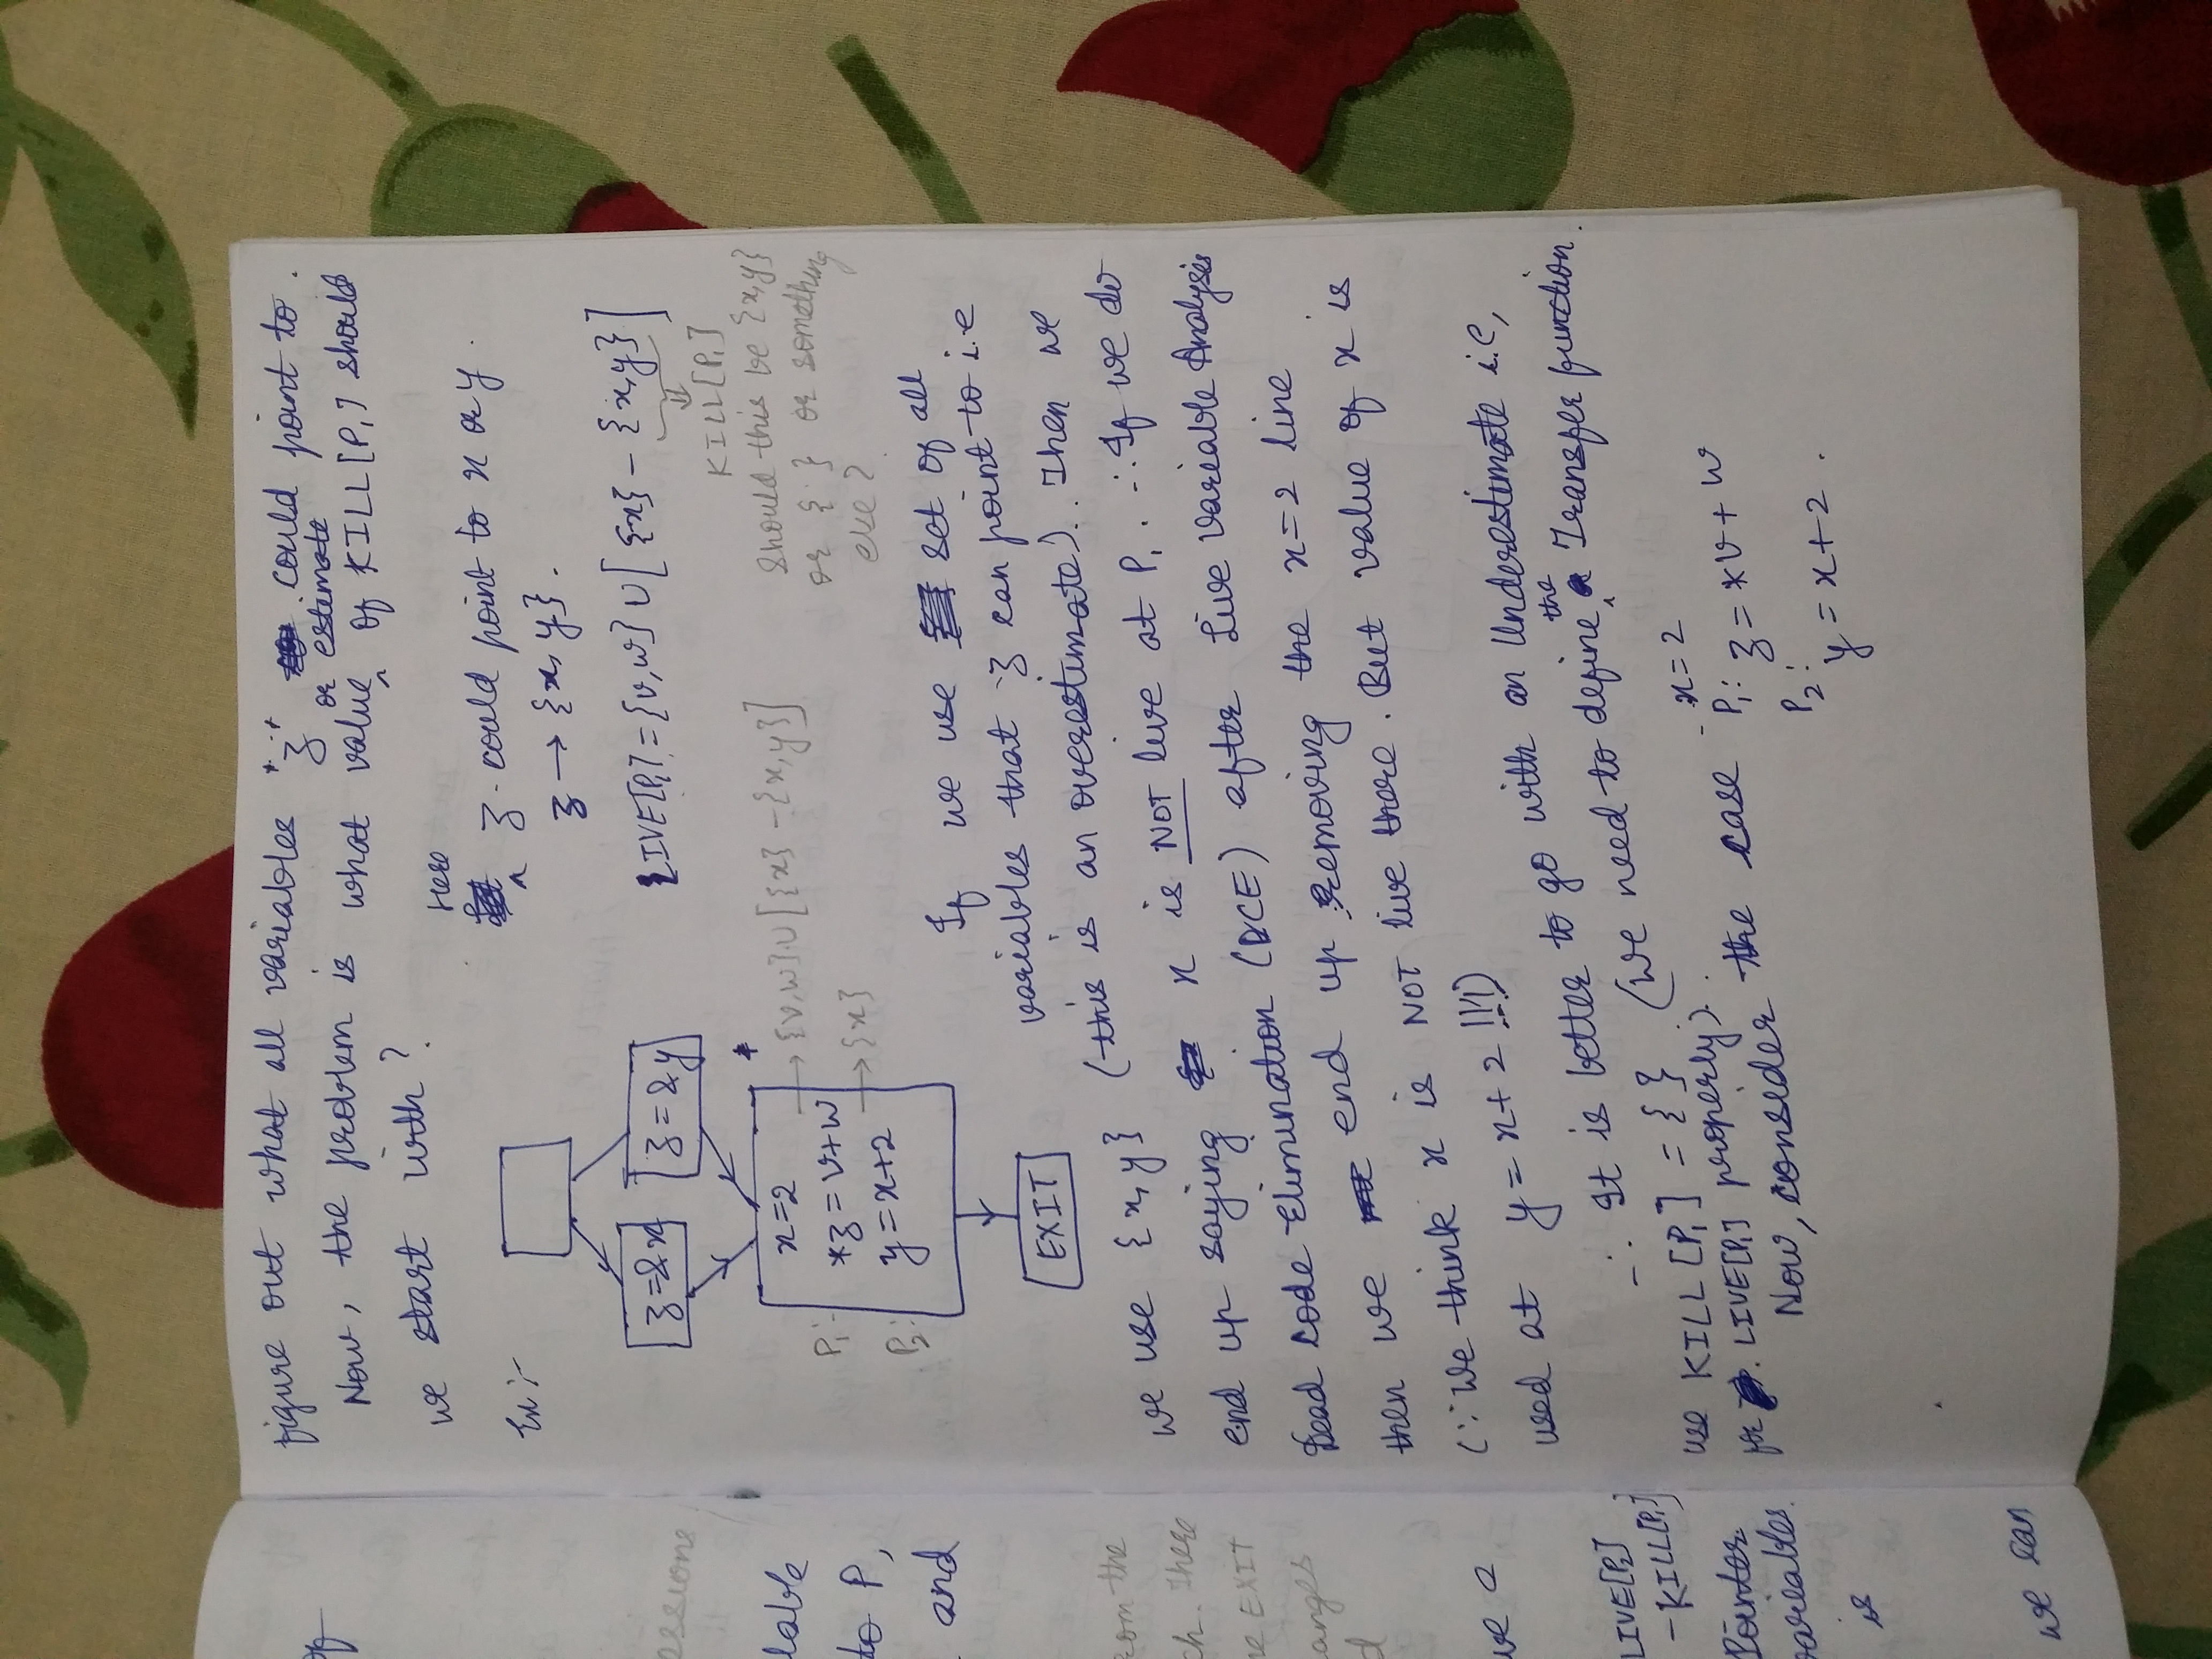 figure out what all variables "z" could point to.
or estimate
Now, the problem is what value ^ of KILL[P₁] should
we start with?
Here
^ z could point to x or y.
Ex :-
z → {x, y}.
z=&x
z=&y
LIVE[P₁] = {v,w} ∪ [{x} - {x,y}]
⇓
KILL[P₁]
Should this be {x,y}
or { } or something
else?
*
x=2
→ {v,w} ∪ [{x} - {x,y}]
P₁:-
*z = v+w
→ {x}
P₂:
y = x+2
EXIT
If we use set of all
variables that z can point to i.e
we use {x, y} (this is an overestimate). Then we
end up saying x is NOT live at P₁. ∴ If we do
Dead Code Elimination (DCE) after Live Variable Analysis
then we end up removing the x=2 line
(∵ We think x is NOT live there. But value of x is
used at y = x+2 !!!)
∴ It is better to go with an Underestimate i.e,
use KILL [P₁] = { }. (We need to define ^ the Transfer function
for LIVE[P₁] properly).
Now, consider the case
x=2
P₁: z = *v + w
P₂:
y = x+2 .
of
essions
lable
to P,
and
rom the
ch. There
he EXIT
anges
d
ve a
LIVE[P₂]
- KILL[P₁]
Pointer
variables.
is
we can